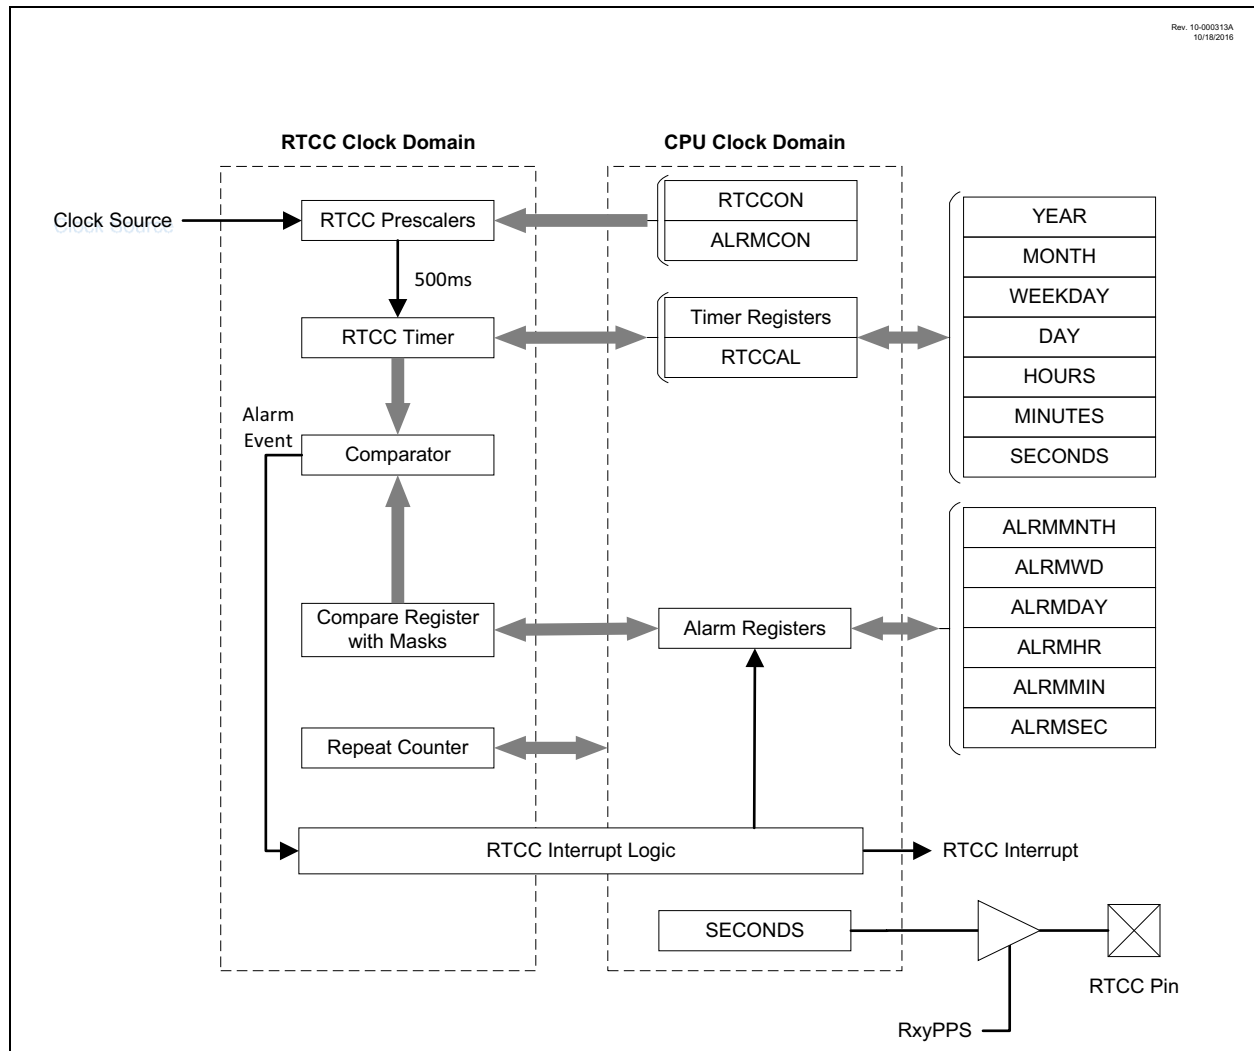 Rev. 10-000313A
10/18/2016
RTCC Clock Domain
CPU Clock Domain
Clock Source
RTCC Prescalers
RTCCON
ALRMCON
500ms
RTCC Timer
Timer Registers
RTCCAL
YEAR
MONTH
WEEKDAY
DAY
HOURS
MINUTES
SECONDS
Alarm
Event
Comparator
Compare Register
with Masks
Alarm Registers
ALRMMNTH
ALRMWD
ALRMDAY
ALRMHR
ALRMMIN
ALRMSEC
Repeat Counter
RTCC Interrupt Logic
RTCC Interrupt
SECONDS
RTCC Pin
RxyPPS